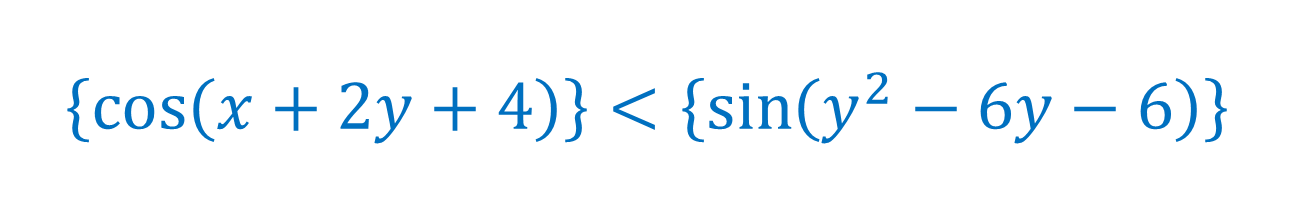 {cos(x + 2y + 4)} < {sin(y² − 6y − 6)}